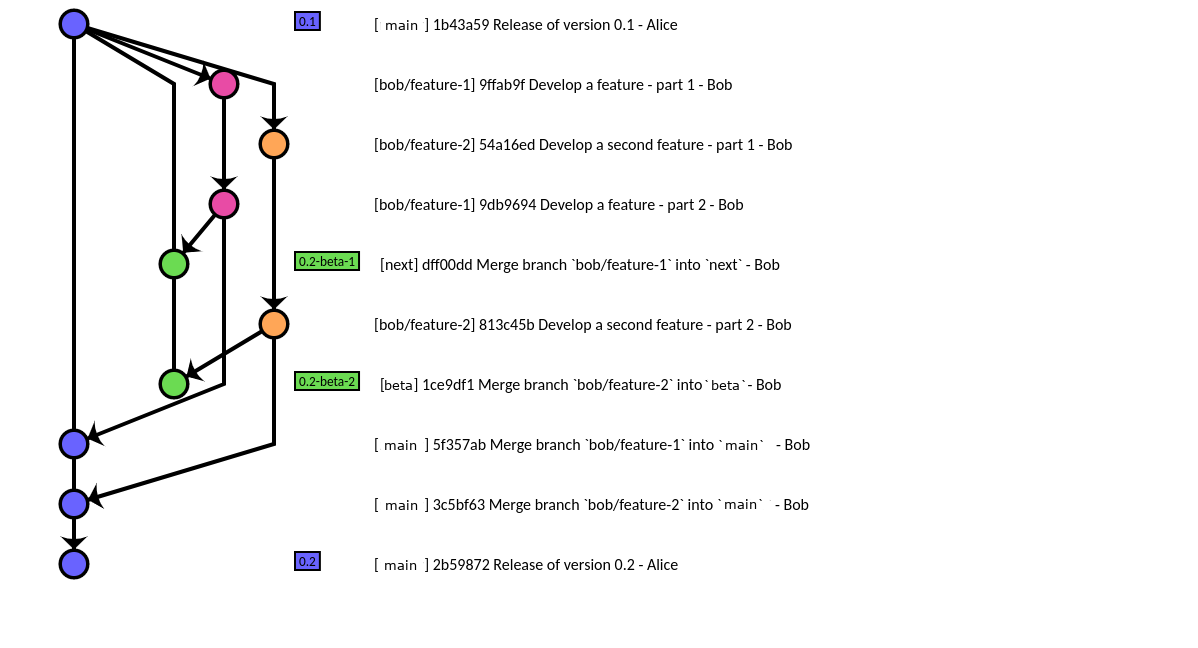 0.1 [ main ] 1b43a59 Release of version 0.1 - Alice
[bob/feature-1] 9ffab9f Develop a feature - part 1 - Bob
[bob/feature-2] 54a16ed Develop a second feature - part 1 - Bob
[bob/feature-1] 9db9694 Develop a feature - part 2 - Bob
0.2-beta-1 [next] dff00dd Merge branch `bob/feature-1` into `next` - Bob
[bob/feature-2] 813c45b Develop a second feature - part 2 - Bob
0.2-beta-2 [beta] 1ce9df1 Merge branch `bob/feature-2` into `beta` - Bob
[ main ] 5f357ab Merge branch `bob/feature-1` into `main` - Bob
[ main ] 3c5bf63 Merge branch `bob/feature-2` into `main` - Bob
0.2 [ main ] 2b59872 Release of version 0.2 - Alice